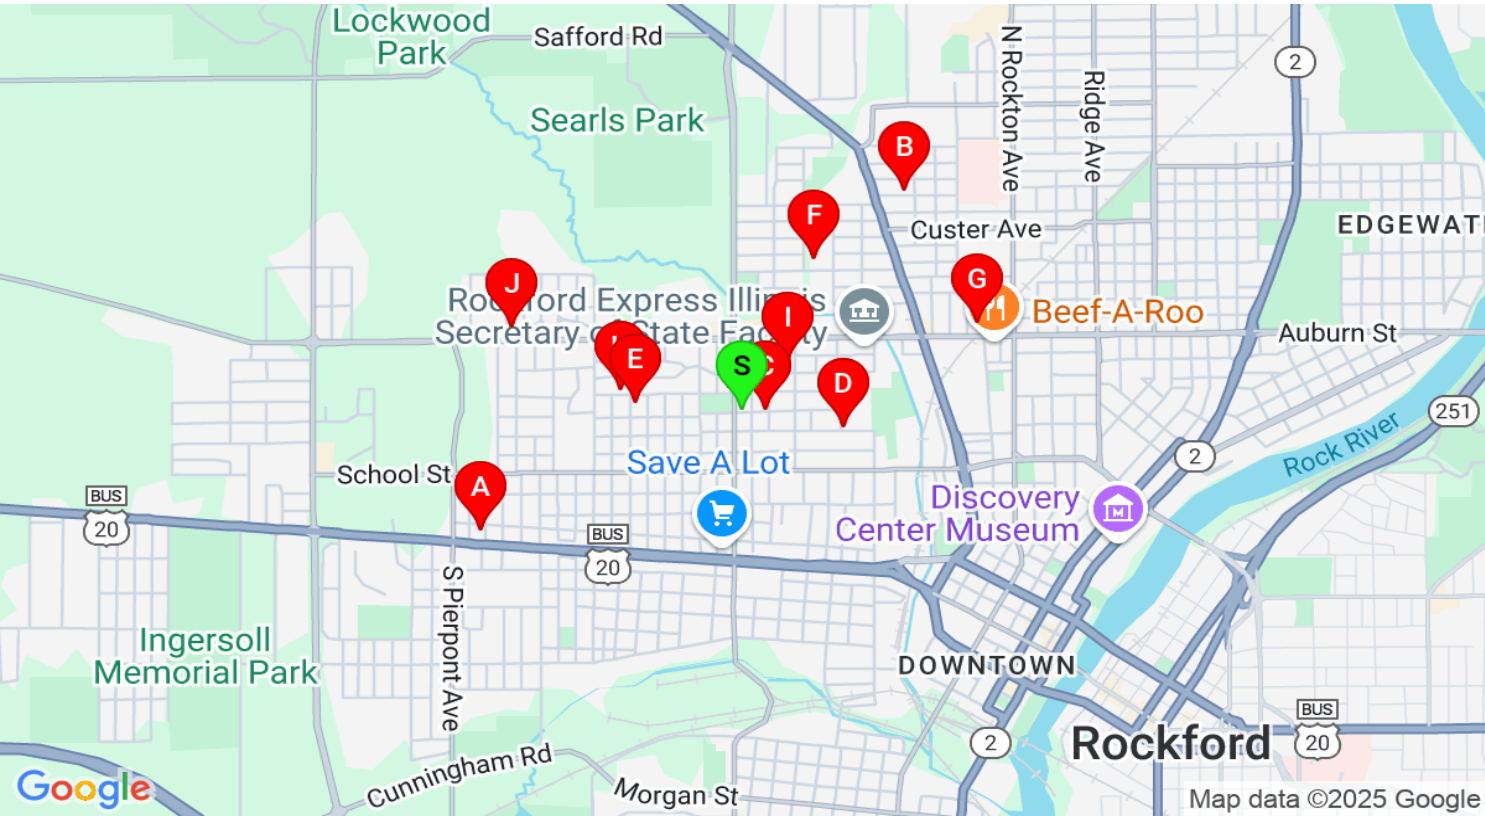 Lockwood
Park
Safford Rd
2
N Rockton Ave
Ridge Ave
Searls Park
B
F
Custer Ave
EDGEWAT
J
G
I
Beef-A-Roo
Auburn St
E
S
C
D
251
Save A Lot
School St
A
2
Rock River
Discovery
Center Museum
BUS
20
BUS
20
S Pierpont Ave
Ingersoll
Memorial Park
DOWNTOWN
BUS
20
2
Rockford
Cunningham Rd
Morgan St
Google
Map data ©2025 Google